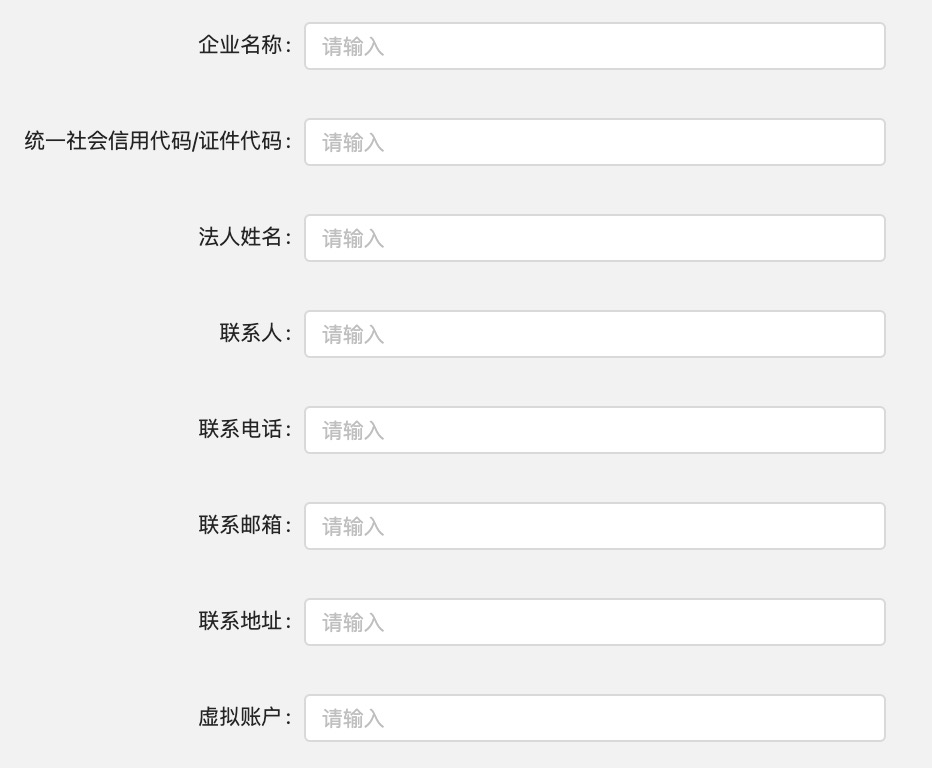 企业名称: 请输入
统一社会信用代码/证件代码: 请输入
法人姓名: 请输入
联系人: 请输入
联系电话: 请输入
联系邮箱: 请输入
联系地址: 请输入
虚拟账户: 请输入